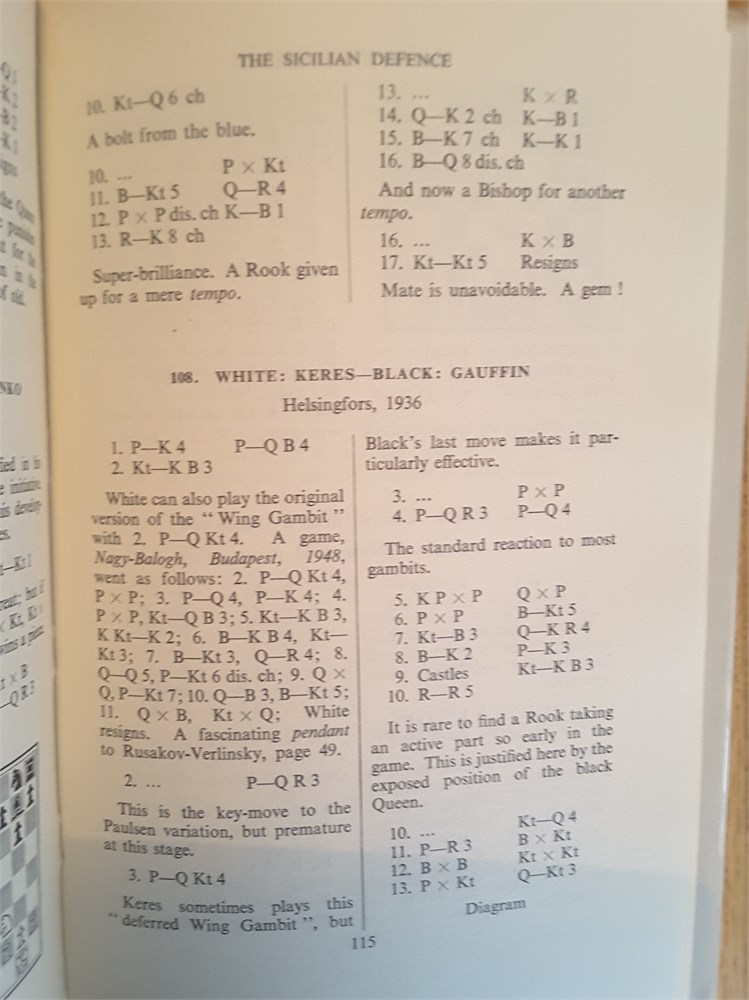 THE SICILIAN DEFENCE
10. Kt—Q 6 ch
A bolt from the blue.
10. ... P × Kt
11. B—Kt 5 Q—R 4
12. P × P dis. ch K—B 1
13. R—K 8 ch
Super-brilliance. A Rook given
up for a mere tempo.
13. ... K × R
14. Q—K 2 ch K—B 1
15. B—K 7 ch K—K 1
16. B—Q 8 dis. ch
And now a Bishop for another
tempo.
16. ... K × B
17. Kt—Kt 5 Resigns
Mate is unavoidable. A gem !
108. WHITE: KERES—BLACK: GAUFFIN
Helsingfors, 1936
1. P—K 4 P—Q B 4
2. Kt—K B 3
White can also play the original
version of the “ Wing Gambit ”
with 2. P—Q Kt 4. A game,
Nagy-Balogh, Budapest, 1948,
went as follows: 2. P—Q Kt 4,
P × P; 3. P—Q 4, P—K 4; 4.
P × P, Kt—Q B 3; 5. Kt—K B 3,
K Kt—K 2; 6. B—K B 4, Kt—
Kt 3; 7. B—Kt 3, Q—R 4; 8.
Q—Q 5, P—Kt 6 dis. ch; 9. Q ×
Q, P—Kt 7; 10. Q—B 3, B—Kt 5;
11. Q × B, Kt × Q; White
resigns. A fascinating pendant
to Rusakov-Verlinsky, page 49.
2. ... P—Q R 3
This is the key-move to the
Paulsen variation, but premature
at this stage.
3. P—Q Kt 4
Keres sometimes plays this
“ deferred Wing Gambit ”, but
Black’s last move makes it par-
ticularly effective.
3. ... P × P
4. P—Q R 3 P—Q 4
The standard reaction to most
gambits.
5. K P × P Q × P
6. P × P B—Kt 5
7. Kt—B 3 Q—K R 4
8. B—K 2 P—K 3
9. Castles Kt—K B 3
10. R—R 5
It is rare to find a Rook taking
an active part so early in the
game. This is justified here by the
exposed position of the black
Queen.
10. ... Kt—Q 4
11. P—R 3 B × Kt
12. B × B Kt × Kt
13. P × Kt Q—Kt 3
Diagram
115